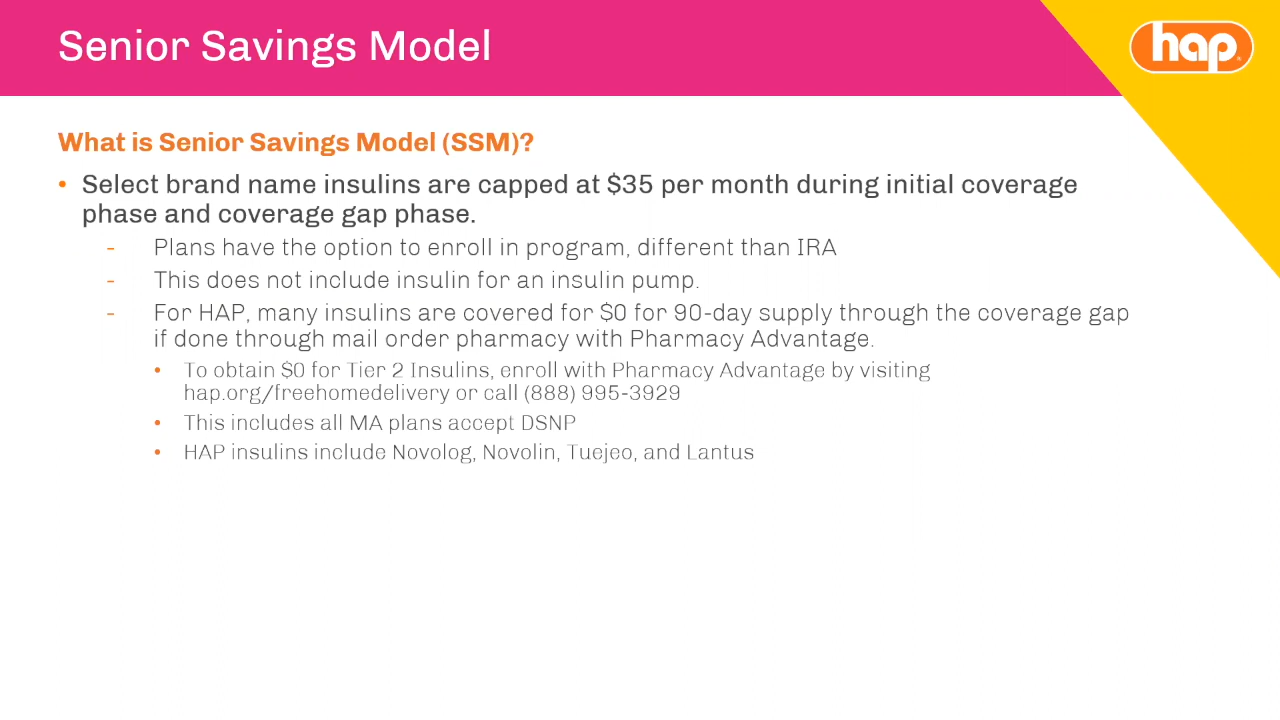 Senior Savings Model
hap
What is Senior Savings Model (SSM)?
• Select brand name insulins are capped at $35 per month during initial coverage
phase and coverage gap phase.
- Plans have the option to enroll in program, different than IRA
- This does not include insulin for an insulin pump.
- For HAP, many insulins are covered for $0 for 90-day supply through the coverage gap
if done through mail order pharmacy with Pharmacy Advantage.
• To obtain $0 for Tier 2 Insulins, enroll with Pharmacy Advantage by visiting
hap.org/freehomedelivery or call (888) 995-3929
• This includes all MA plans accept DSNP
• HAP insulins include Novolog, Novolin, Tuejeo, and Lantus